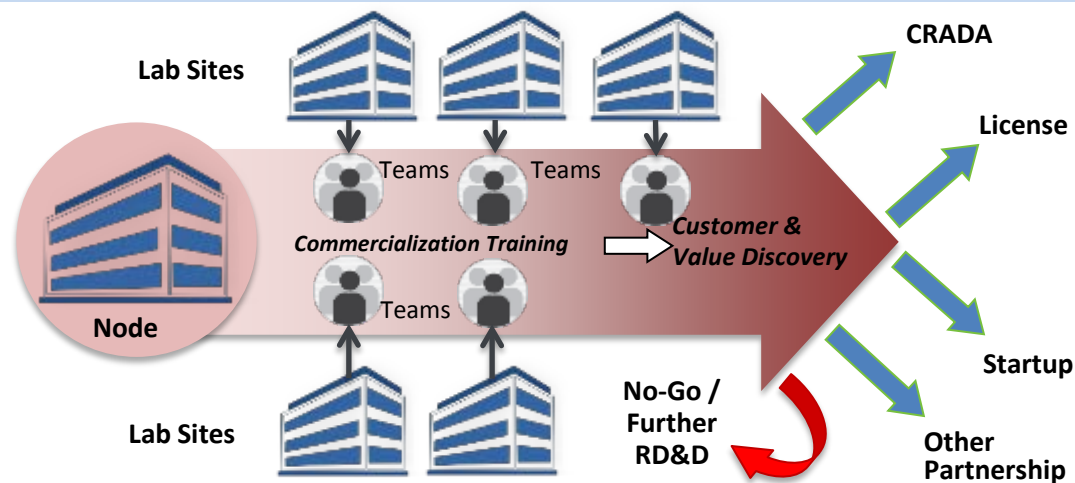 CRADA
Lab Sites
License
Teams
Teams
Commercialization Training
Customer &
Value Discovery
Node
Teams
Startup
No-Go /
Further
RD&D
Lab Sites
Other
Partnership